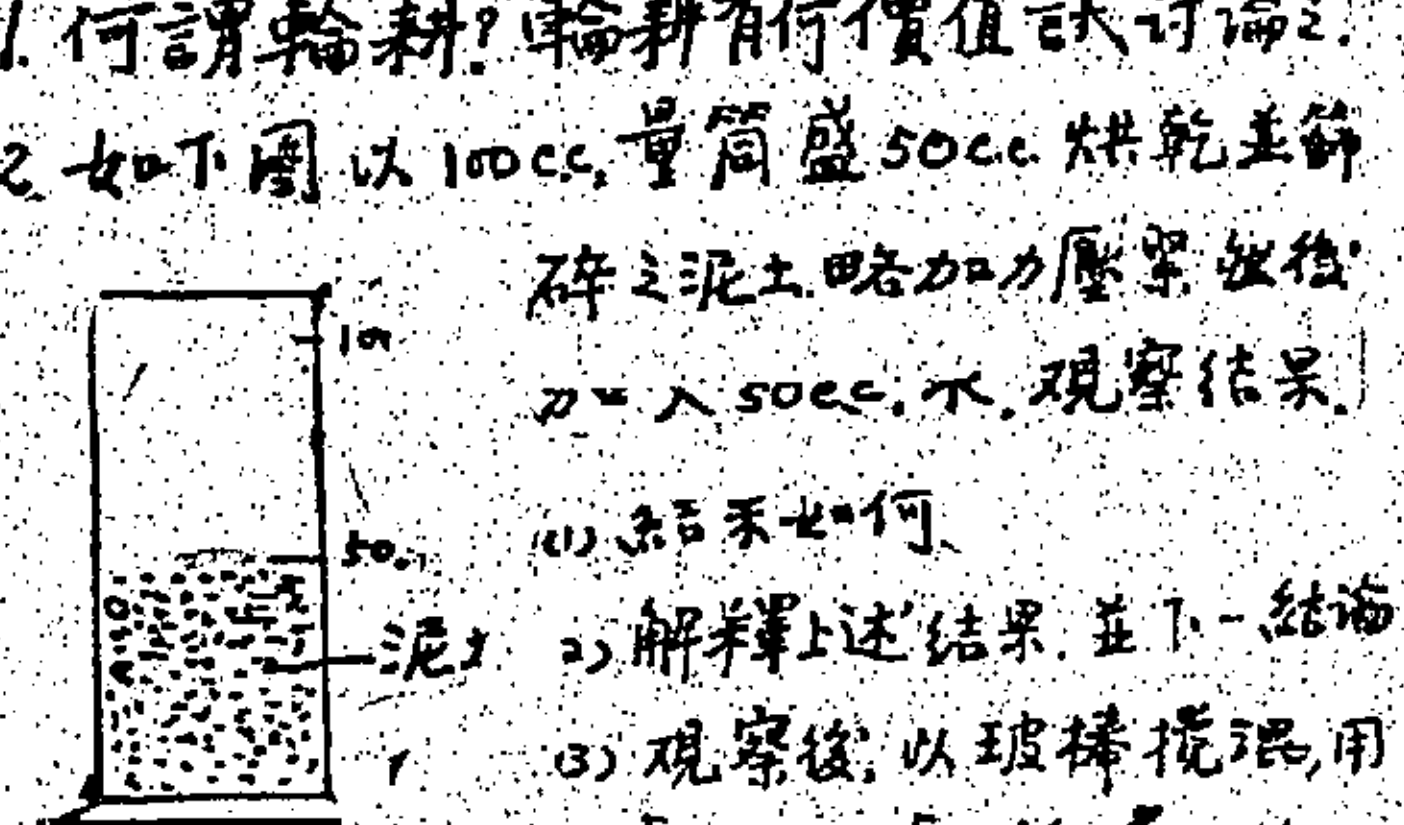 1. 何謂輪耕?輪耕有何價值試討論之.
2. 如下圖以100c.c.量筒盛50c.c.烘乾並篩
碎之泥土略加力壓緊然後
加入50c.c.水.觀察結果.
100
50
泥土
(1) 結果如何
(2) 解釋上述結果.並下一結論
(3) 觀察後,以玻棒攪混,用